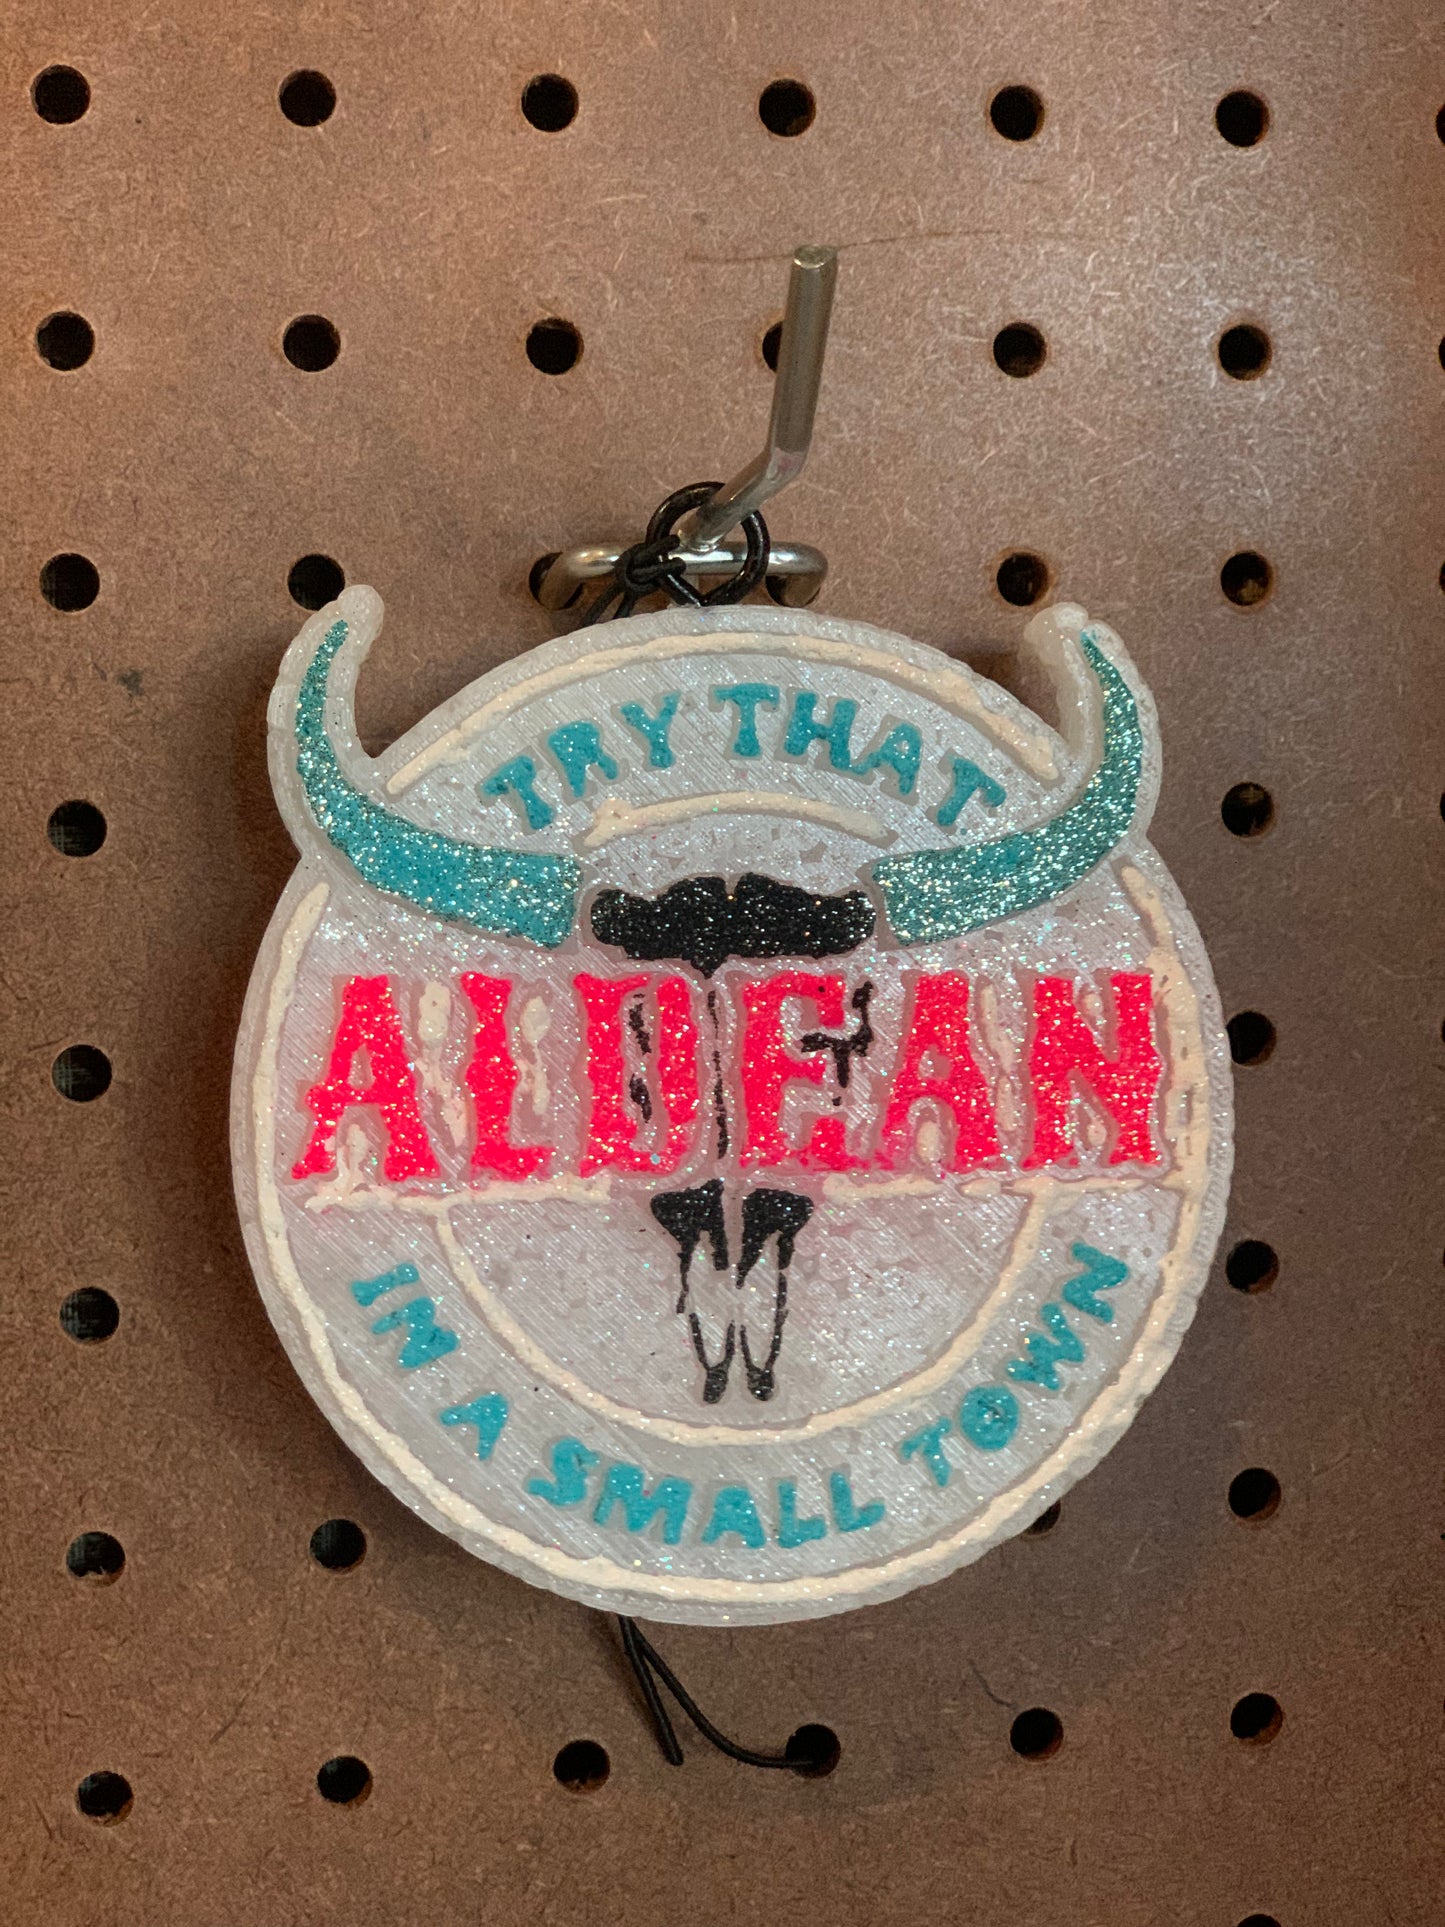 TRY THAT
ALDEAN
IN A SMALL TOWN